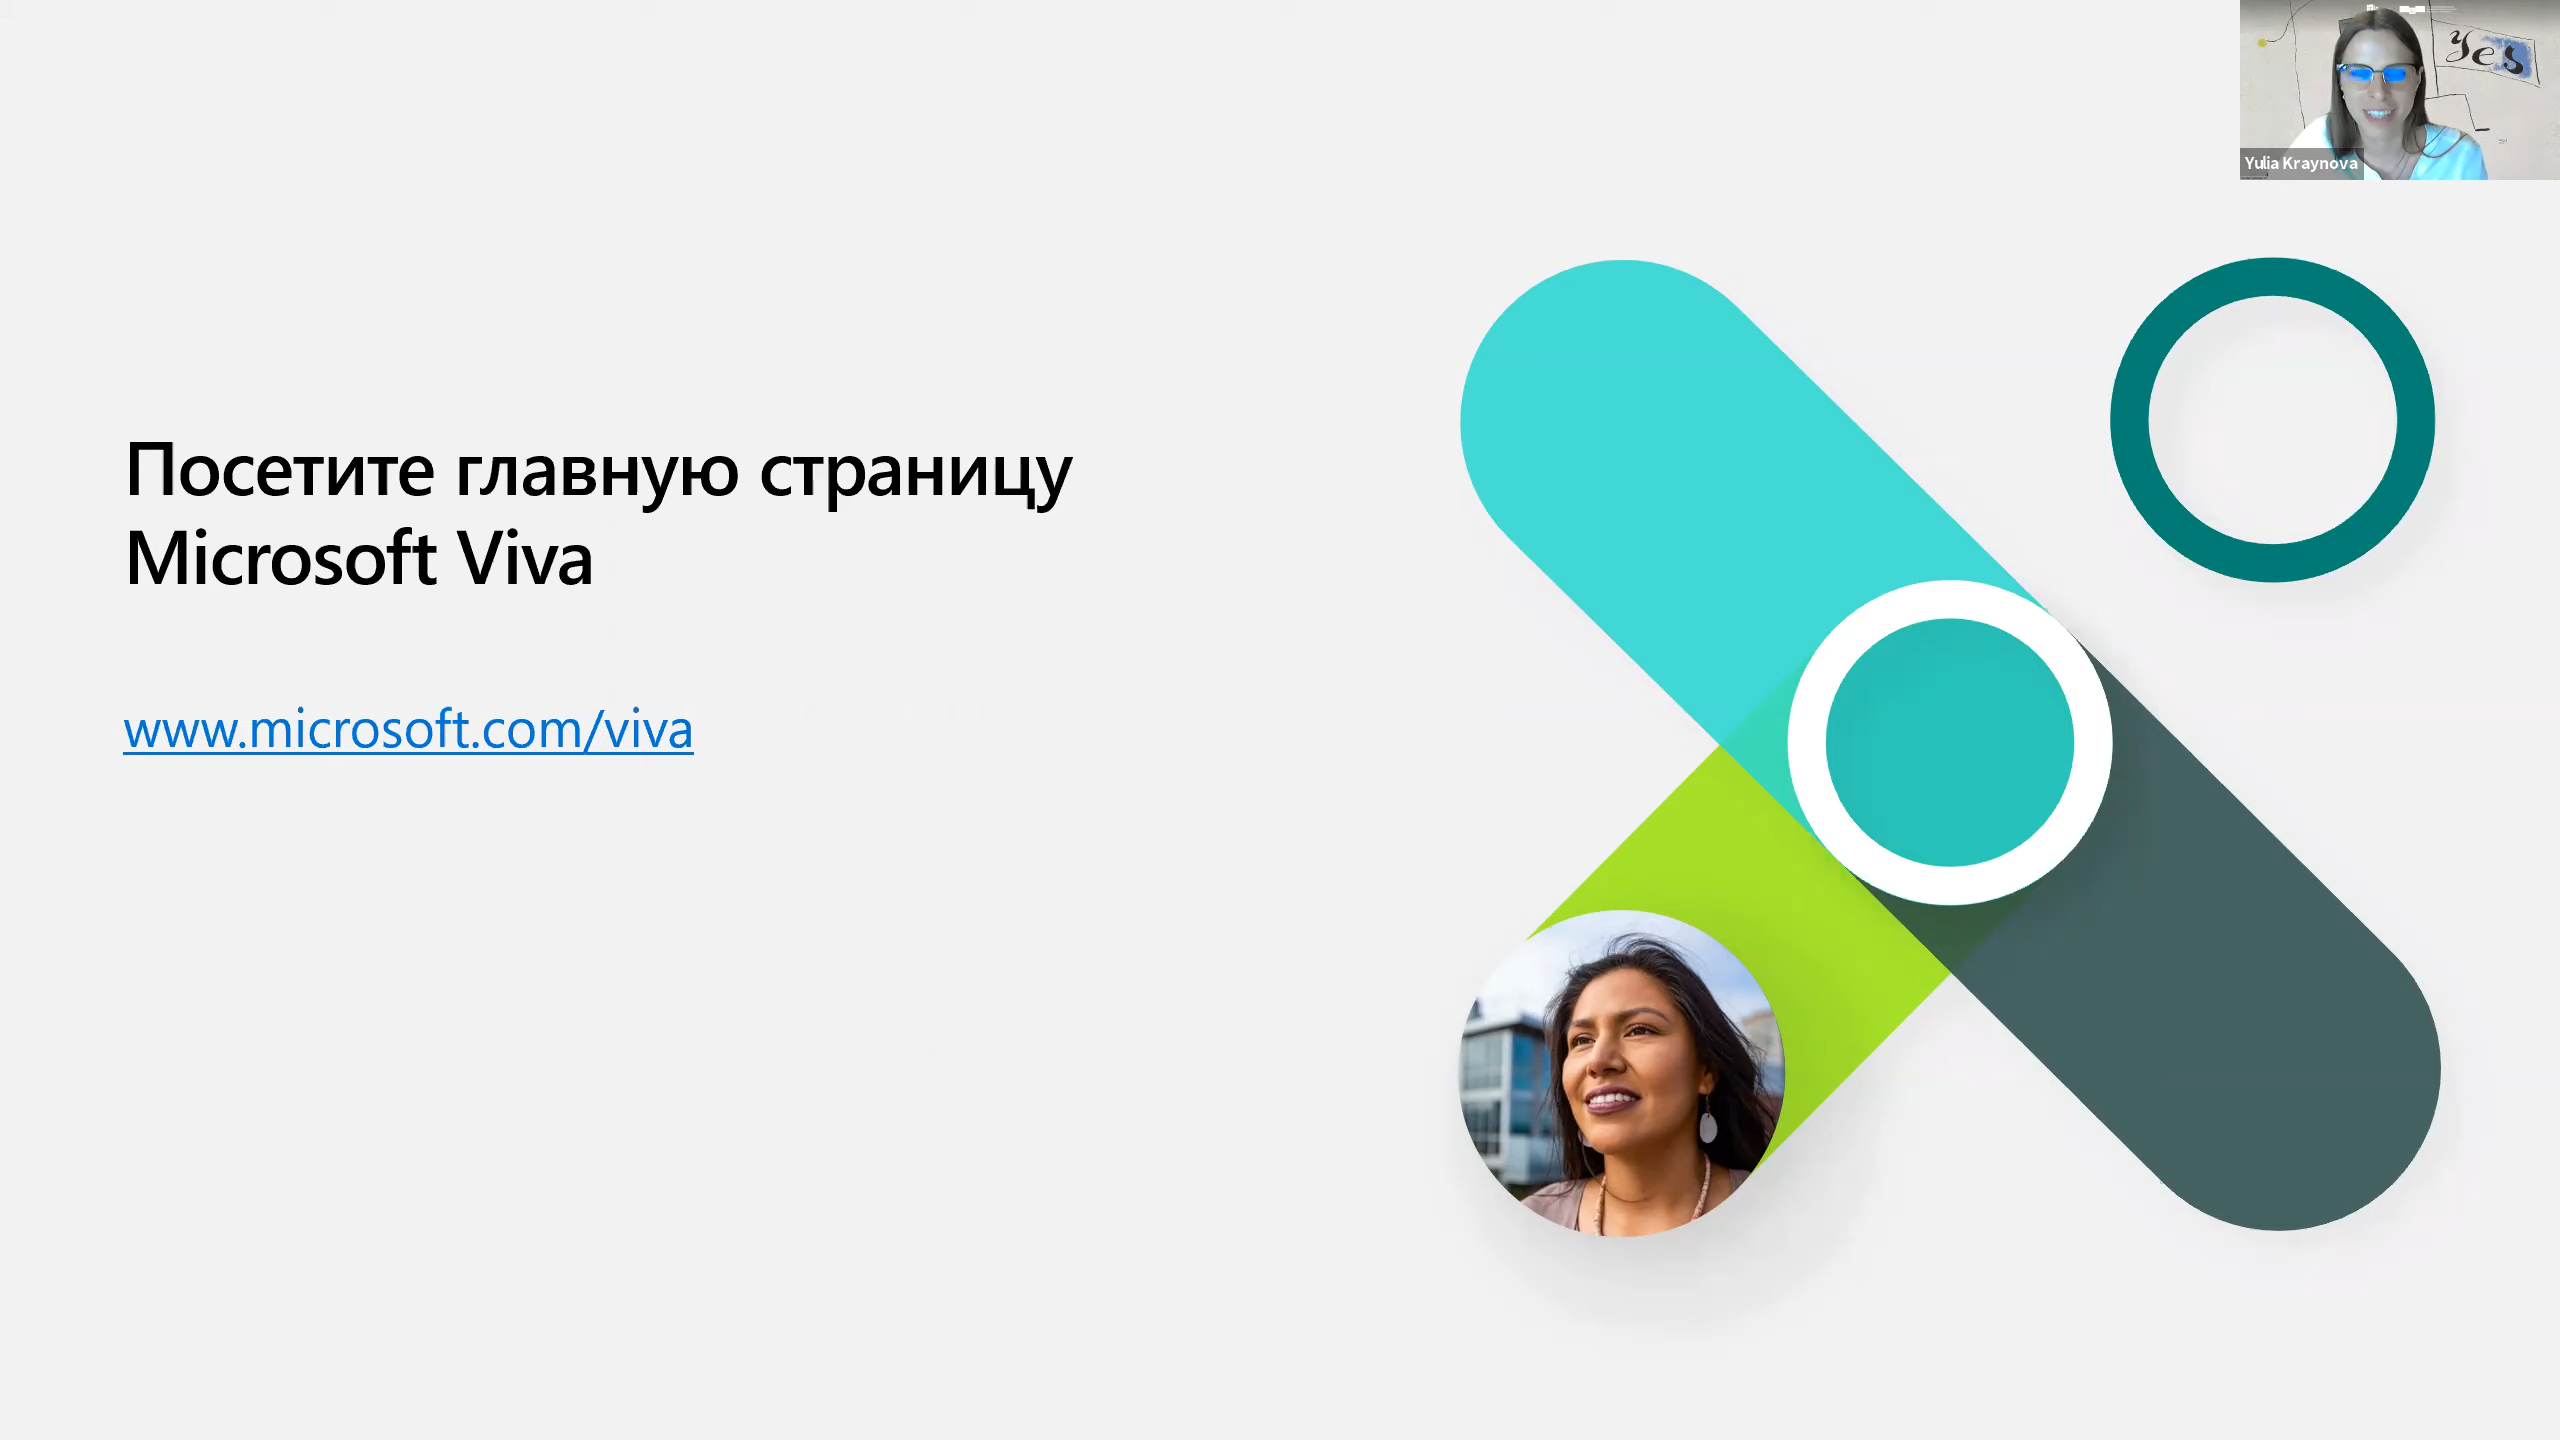 Yes
Yulia Kraynova
Посетите главную страницу
Microsoft Viva
www.microsoft.com/viva